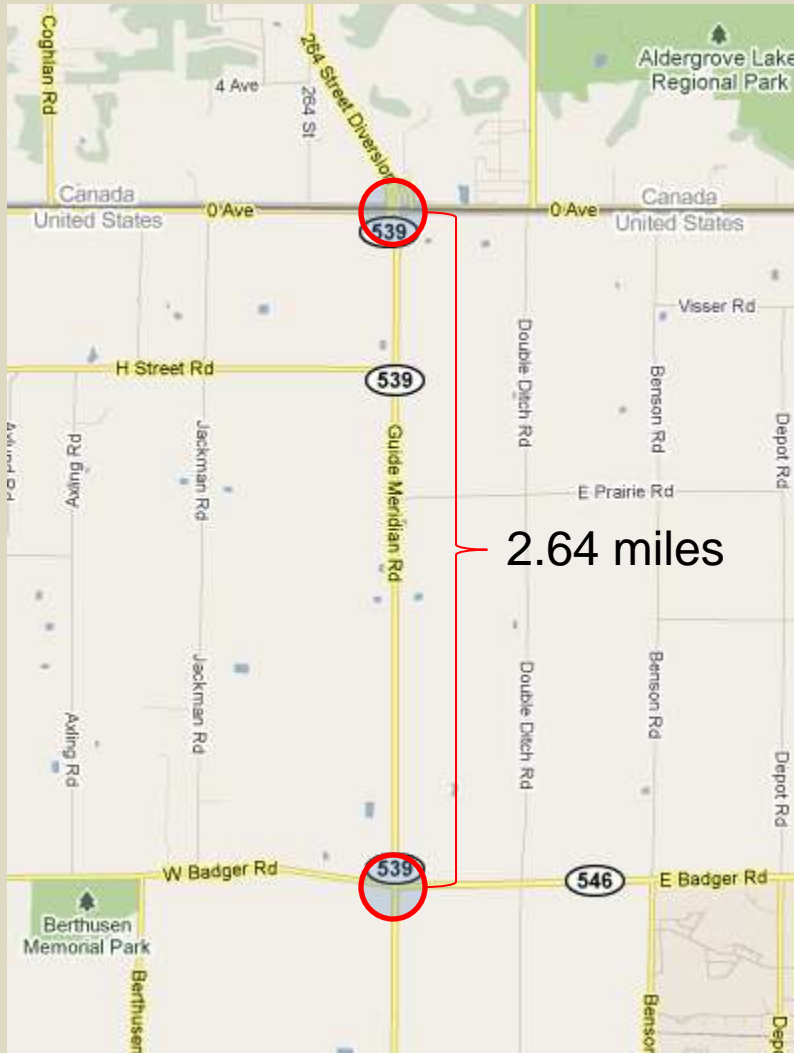 Coghlan Rd
4 Ave
264 St
264 Street Diversion
Aldergrove Lake
Regional Park
Canada
United States
0 Ave
539
0 Ave
Canada
United States
Visser Rd
H Street Rd
539
Double Ditch Rd
Benson Rd
Depot Rd
Axling Rd
Jackman Rd
Guide Meridian Rd
E Prairie Rd
2.64 miles
Jackman Rd
Double Ditch Rd
Benson Rd
Axling Rd
Depot Rd
W Badger Rd
539
546
E Badger Rd
Berthusen
Memorial Park
Berthusen
Benson
Depo